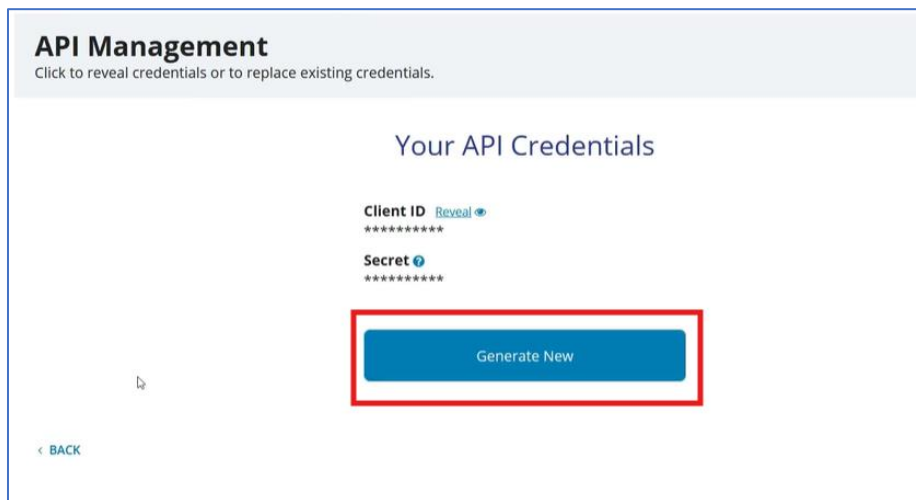 API Management
Click to reveal credentials or to replace existing credentials.
Your API Credentials
Client ID Reveal
**********
Secret ?
**********
Generate New
< BACK